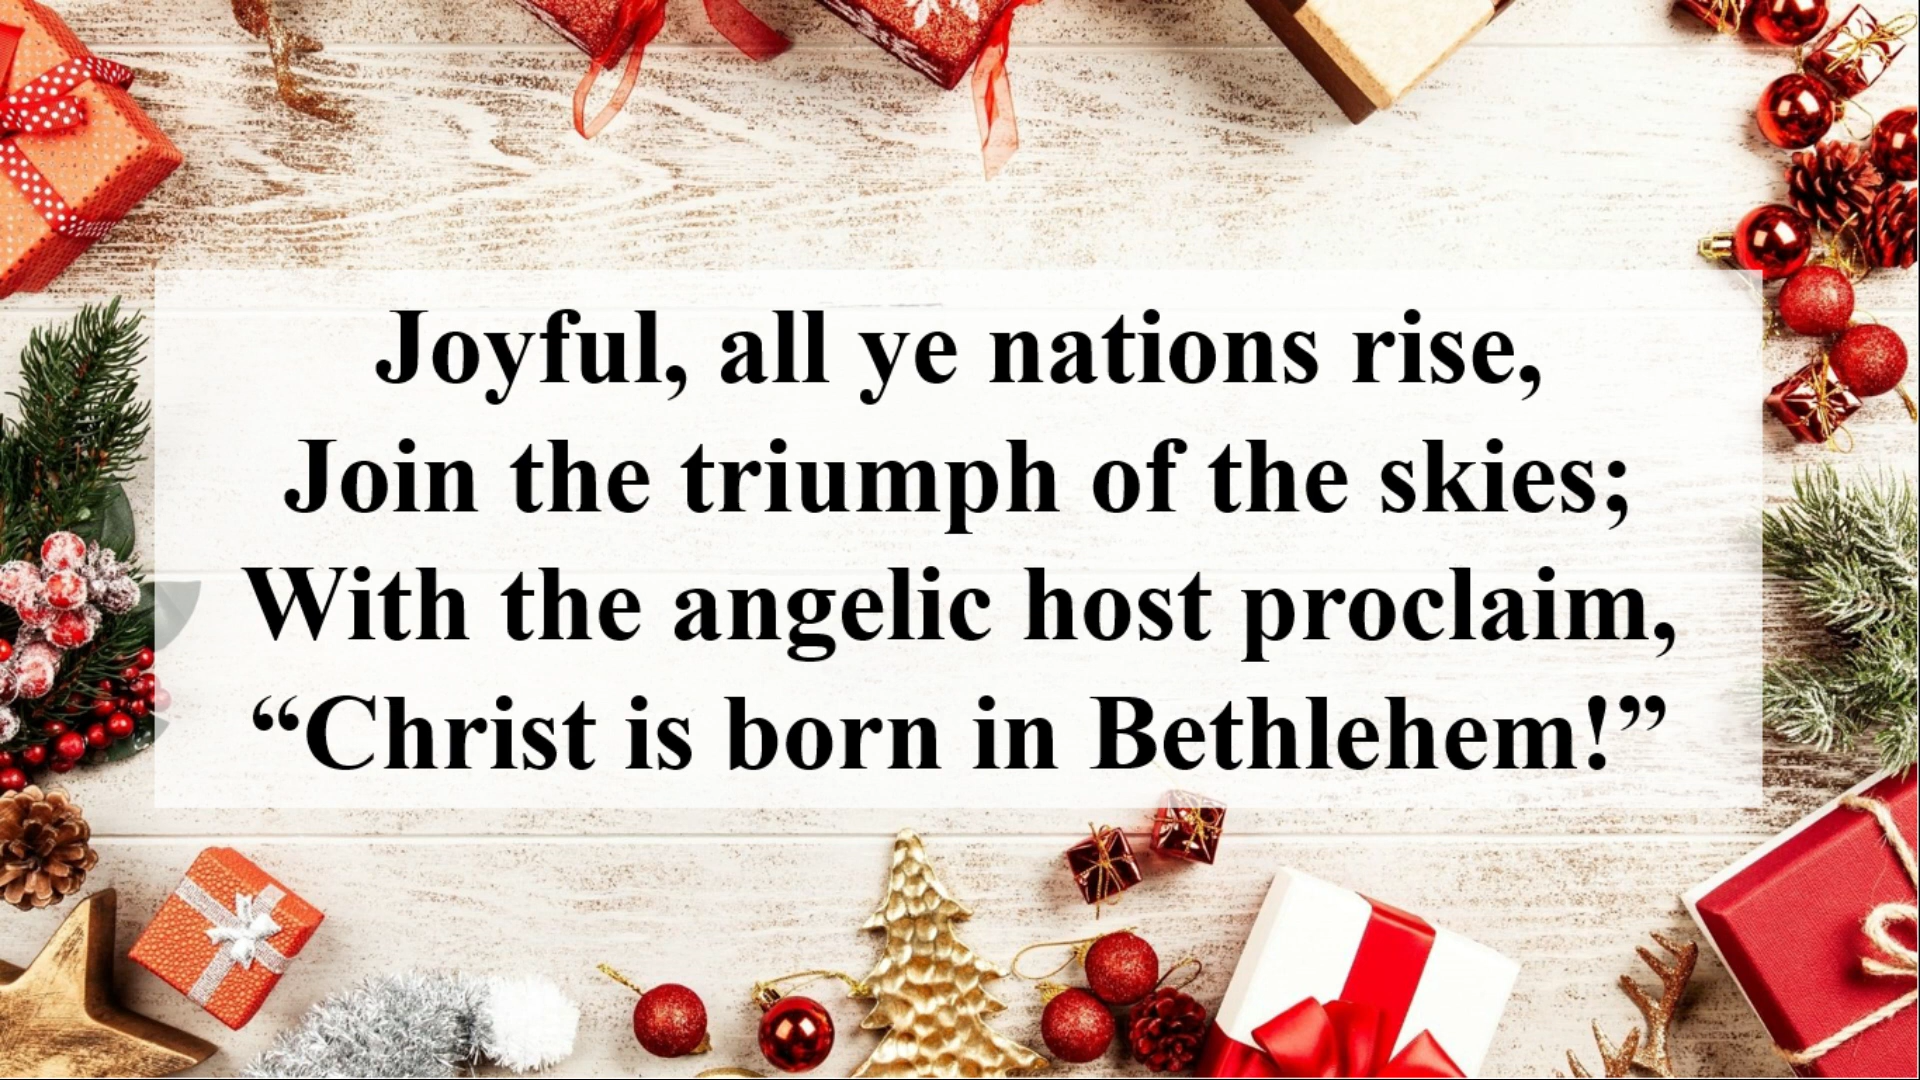 Joyful, all ye nations rise,
Join the triumph of the skies;
With the angelic host proclaim,
“Christ is born in Bethlehem!”